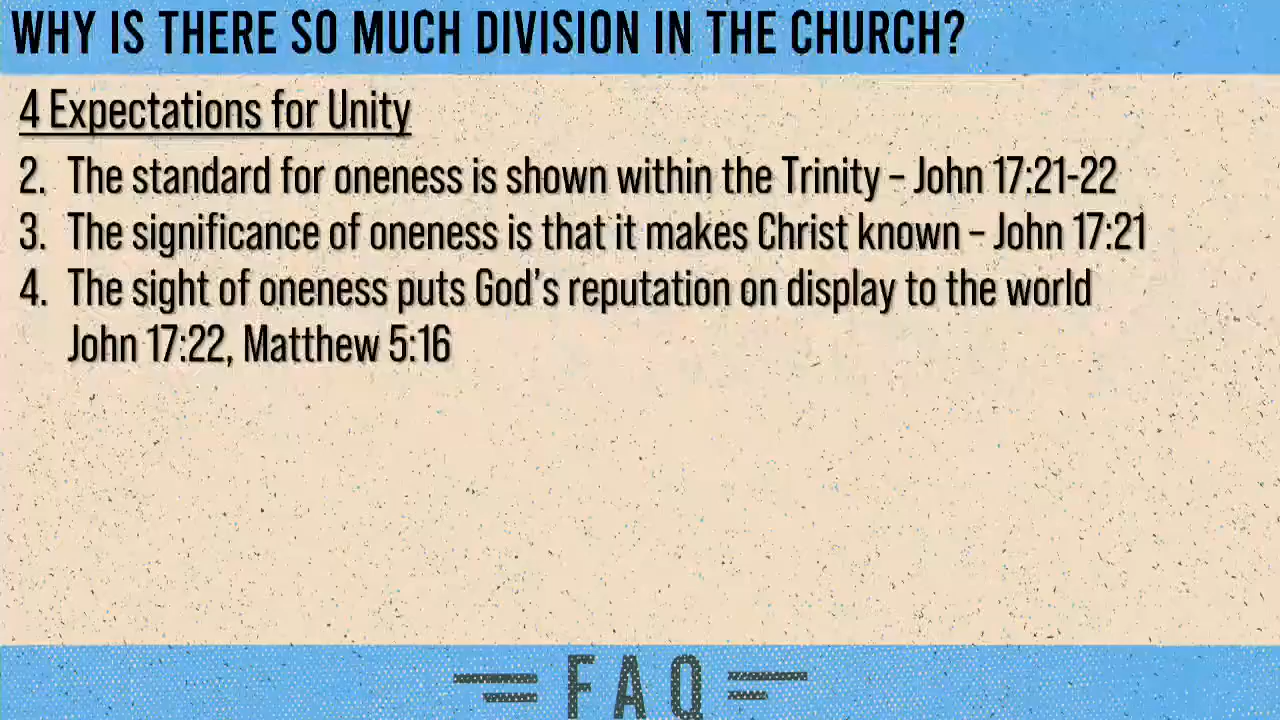 WHY IS THERE SO MUCH DIVISION IN THE CHURCH?
4 Expectations for Unity
2. The standard for oneness is shown within the Trinity – John 17:21-22
3. The significance of oneness is that it makes Christ known – John 17:21
4. The sight of oneness puts God's reputation on display to the world
John 17:22, Matthew 5:16
FAQ